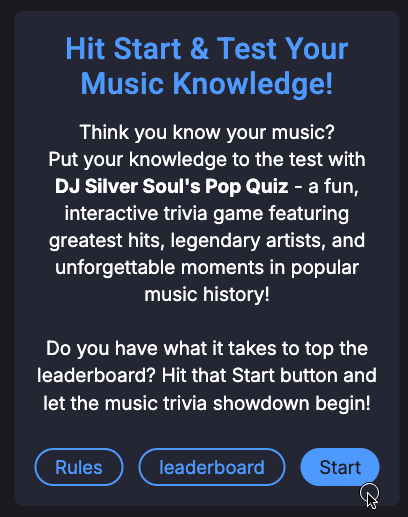 Hit Start & Test Your
Music Knowledge!
Think you know your music?
Put your knowledge to the test with
DJ Silver Soul's Pop Quiz - a fun,
interactive trivia game featuring
greatest hits, legendary artists, and
unforgettable moments in popular
music history!
Do you have what it takes to top the
leaderboard? Hit that Start button and
let the music trivia showdown begin!
Rules leaderboard Start